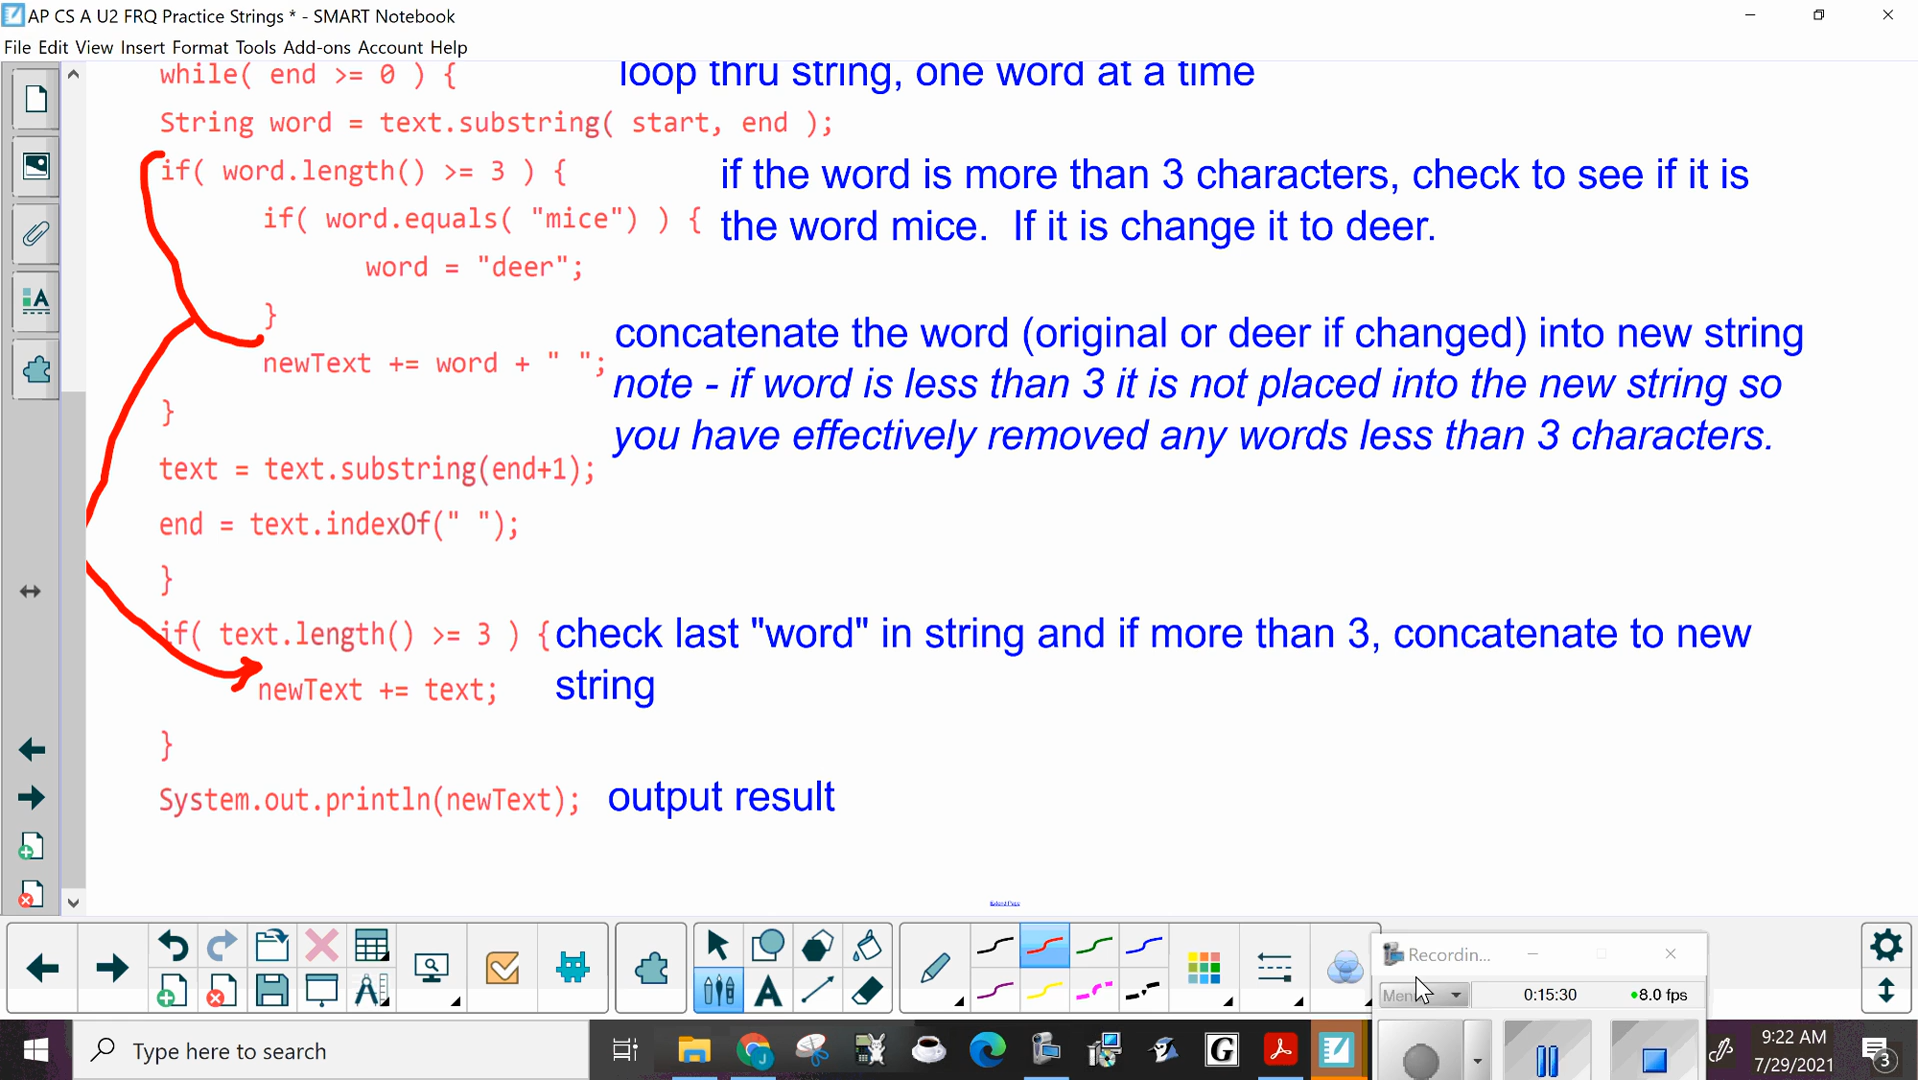 AP CS A U2 FRQ Practice Strings * - SMART Notebook
File Edit View Insert Format Tools Add-ons Account Help
while( end >= 0 ) { loop thru string, one word at a time
String word = text.substring( start, end );
if( word.length() >= 3 ) { if the word is more than 3 characters, check to see if it is
if( word.equals( "mice") ) { the word mice. If it is change it to deer.
word = "deer";
}
concatenate the word (original or deer if changed) into new string
newText += word + " ";
note - if word is less than 3 it is not placed into the new string so
}
you have effectively removed any words less than 3 characters.
text = text.substring(end+1);
end = text.indexOf(" ");
}
if( text.length() >= 3 ) { check last "word" in string and if more than 3, concatenate to new
newText += text; string
}
System.out.println(newText); output result
Recordin...
Men
0:15:30
8.0 fps
Type here to search
9:22 AM
7/29/2021
3